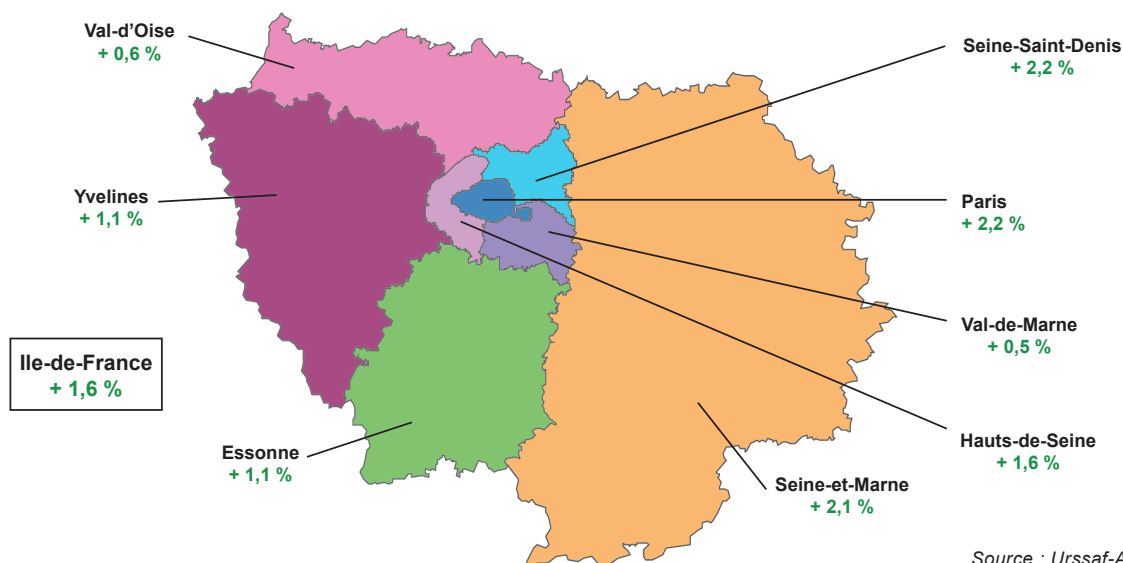 Val-d'Oise
+ 0,6 %
Seine-Saint-Denis
+ 2,2 %
Yvelines
+ 1,1 %
Paris
+ 2,2 %
Val-de-Marne
+ 0,5 %
Ile-de-France
+ 1,6 %
Hauts-de-Seine
+ 1,6 %
Essonne
+ 1,1 %
Seine-et-Marne
+ 2,1 %
Source : Urssaf-A